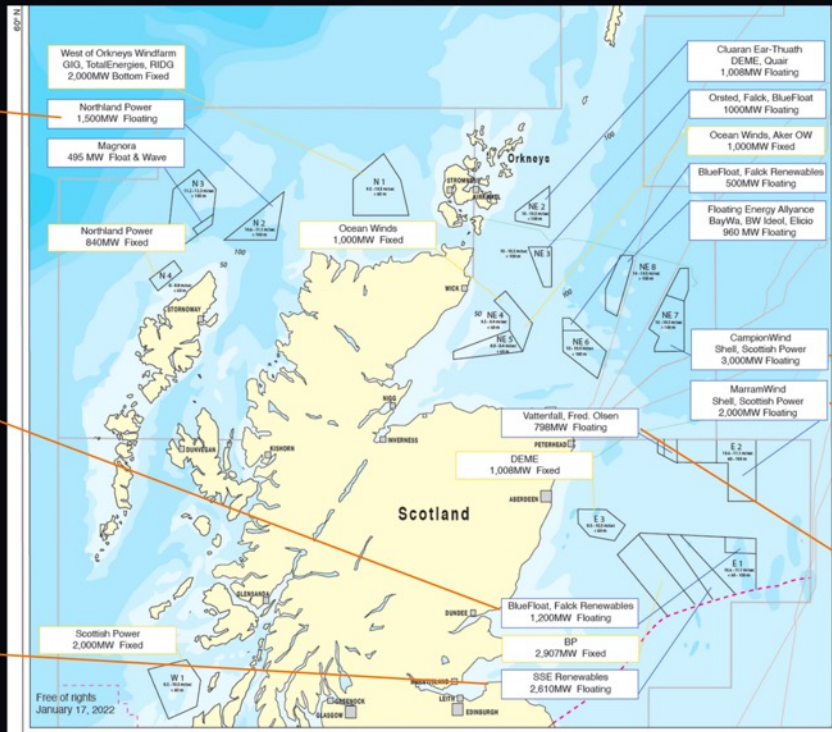 60° N
West of Orkneys Windfarm
GIG, TotalEnergies, RIDG
2,000MW Bottom Fixed
Northland Power
1,500MW Floating
Magnora
495 MW Float & Wave
Northland Power
840MW Fixed
Ocean Winds
1,000MW Fixed
Cluaran Ear-Thuath
DEME, Quair
1,008MW Floating
Orsted, Falck, BlueFloat
1000MW Floating
Ocean Winds, Aker OW
1,000MW Fixed
BlueFloat, Falck Renewables
500MW Floating
Floating Energy Allyance
BayWa, BW Ideol, Elicio
960 MW Floating
CampionWind
Shell, Scottish Power
3,000MW Floating
MarramWind
Shell, Scottish Power
2,000MW Floating
Vattenfall, Fred. Olsen
798MW Floating
DEME
1,008MW Fixed
BlueFloat, Falck Renewables
1,200MW Floating
BP
2,907MW Fixed
SSE Renewables
2,610MW Floating
Scottish Power
2,000MW Fixed
Orkneys
STROMNESS
KIRKWALL
N 1
N 2
N 3
N 4
NE 2
NE 3
NE 4
NE 5
NE 6
NE 7
NE 8
E 1
E 2
E 3
W 1
100
100
100
50
50
WICK
STORNOWAY
NIGG
INVERNESS
DUNVEGAN
KISHORN
PETERHEAD
ABERDEEN
Scotland
GLENSANDA
DUNDEE
GREENOCK
GLASGOW
LEITH
EDINBURGH
Free of rights
January 17, 2022